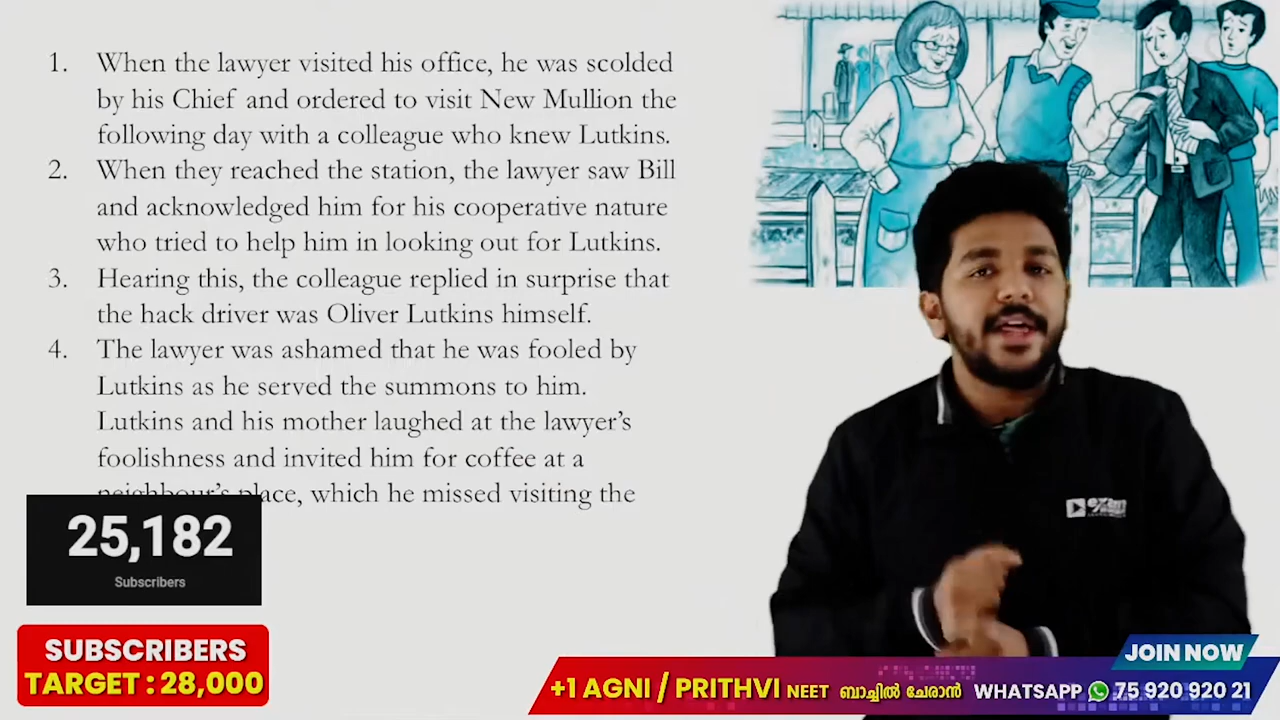 1. When the lawyer visited his office, he was scolded
by his Chief and ordered to visit New Mullion the
following day with a colleague who knew Lutkins.
2. When they reached the station, the lawyer saw Bill
and acknowledged him for his cooperative nature
who tried to help him in looking out for Lutkins.
3. Hearing this, the colleague replied in surprise that
the hack driver was Oliver Lutkins himself.
4. The lawyer was ashamed that he was fooled by
Lutkins as he served the summons to him.
Lutkins and his mother laughed at the lawyer’s
foolishness and invited him for coffee at a
neighbour’s place, which he missed visiting the
25,182
Subscribers
SUBSCRIBERS
TARGET : 28,000
exam
JOIN NOW
+1 AGNI / PRITHVI NEET ബാച്ചിൽ ചേരാൻ WHATSAPP 75 920 920 21